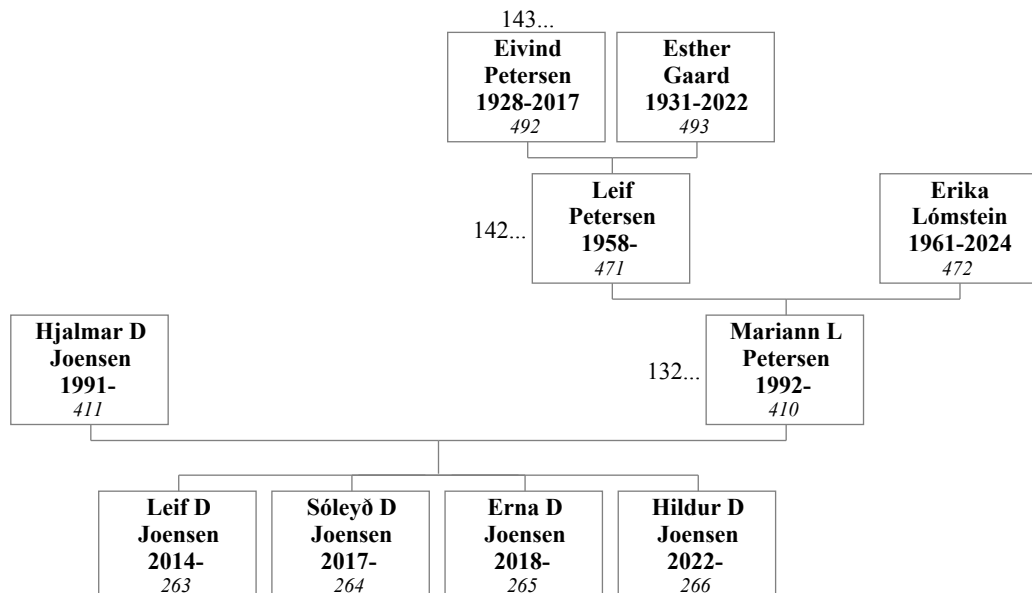 143...
Eivind
Petersen
1928-2017
492
Esther
Gaard
1931-2022
493
142...
Leif
Petersen
1958-
471
Erika
Lómstein
1961-2024
472
Hjalmar D
Joensen
1991-
411
132...
Mariann L
Petersen
1992-
410
Leif D
Joensen
2014-
263
Sóleyð D
Joensen
2017-
264
Erna D
Joensen
2018-
265
Hildur D
Joensen
2022-
266